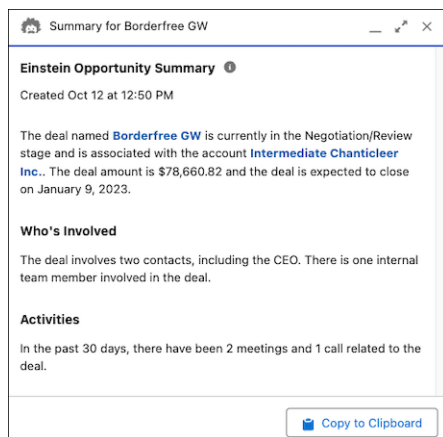 Summary for Borderfree GW
Einstein Opportunity Summary
Created Oct 12 at 12:50 PM
The deal named Borderfree GW is currently in the Negotiation/Review
stage and is associated with the account Intermediate Chanticleer
Inc.. The deal amount is $78,660.82 and the deal is expected to close
on January 9, 2023.
Who's Involved
The deal involves two contacts, including the CEO. There is one internal
team member involved in the deal.
Activities
In the past 30 days, there have been 2 meetings and 1 call related to the
deal.
Copy to Clipboard